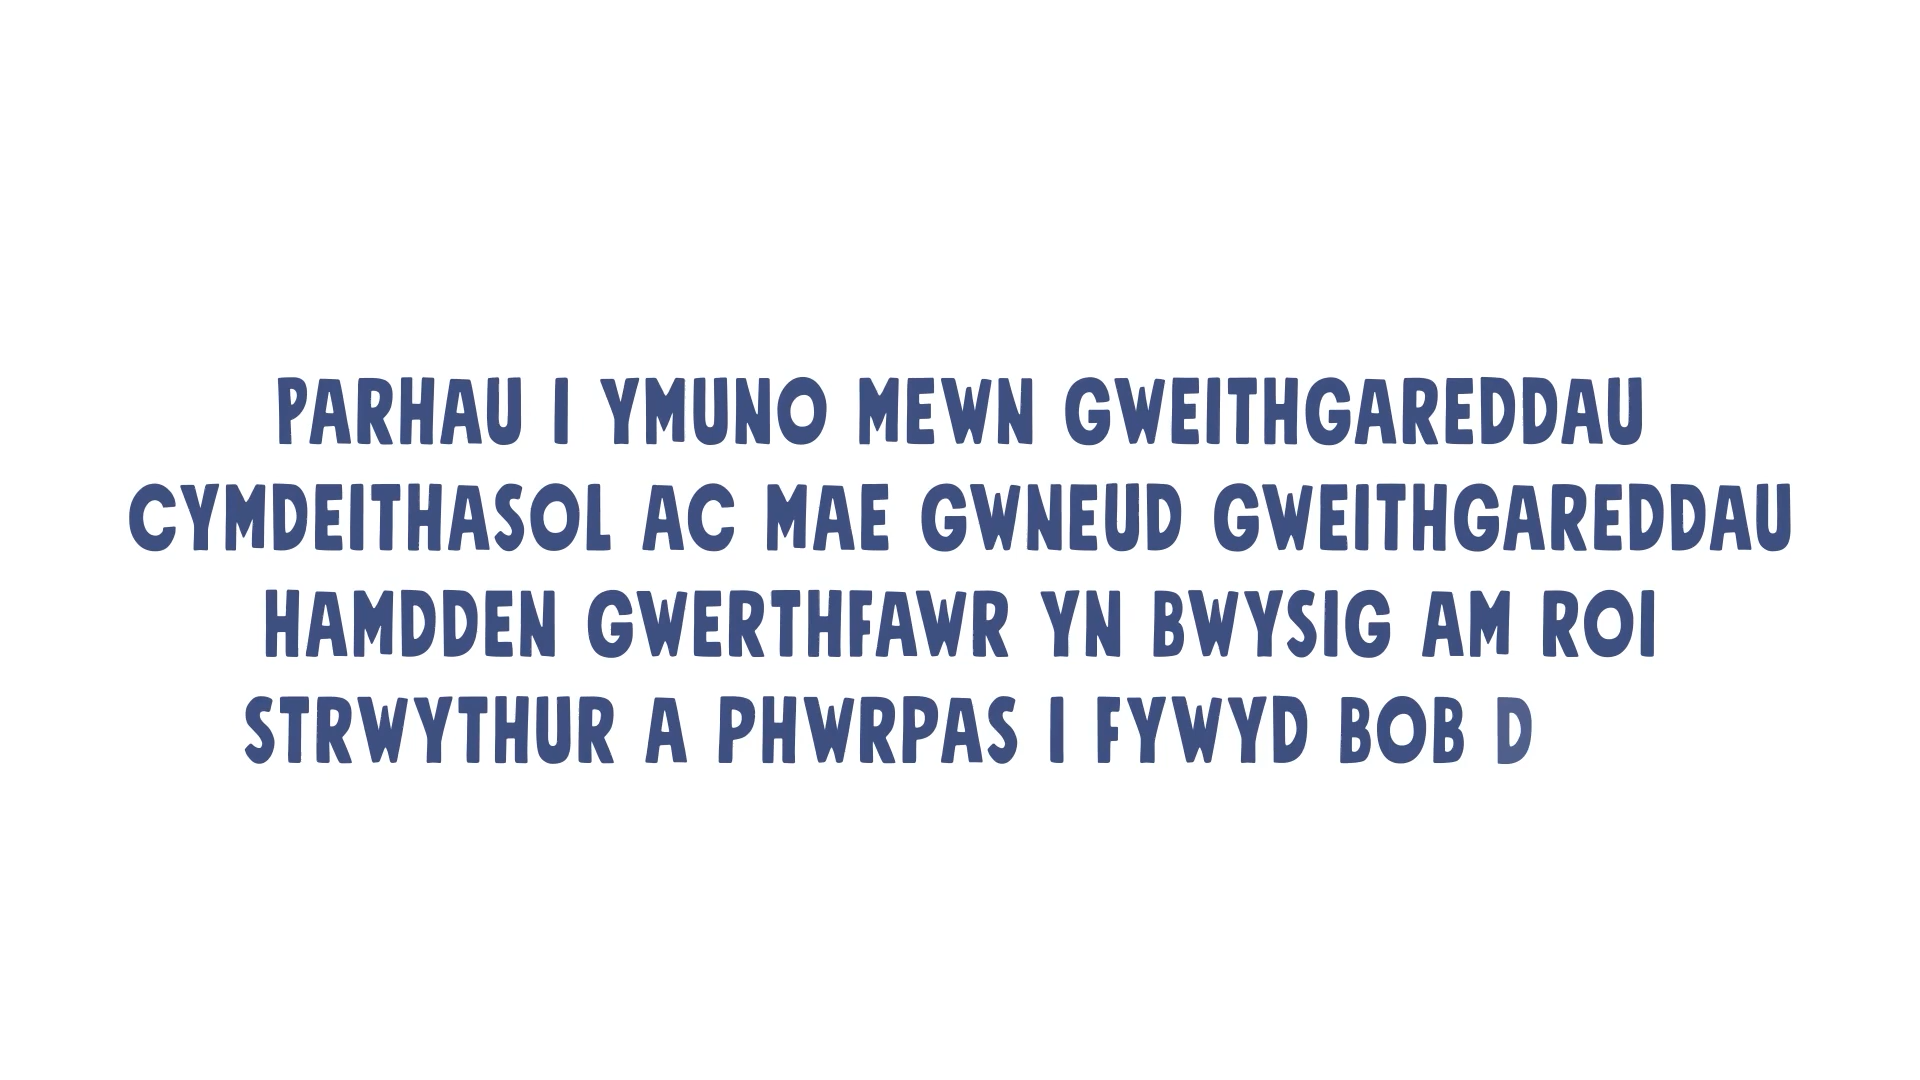 PARHAU I YMUNO MEWN GWEITHGAREDDAU
CYMDEITHASOL AC MAE GWNEUD GWEITHGAREDDAU
HAMDDEN GWERTHFAWR YN BWYSIG AM ROI
STRWYTHUR A PHWRPAS I FYWYD BOB D